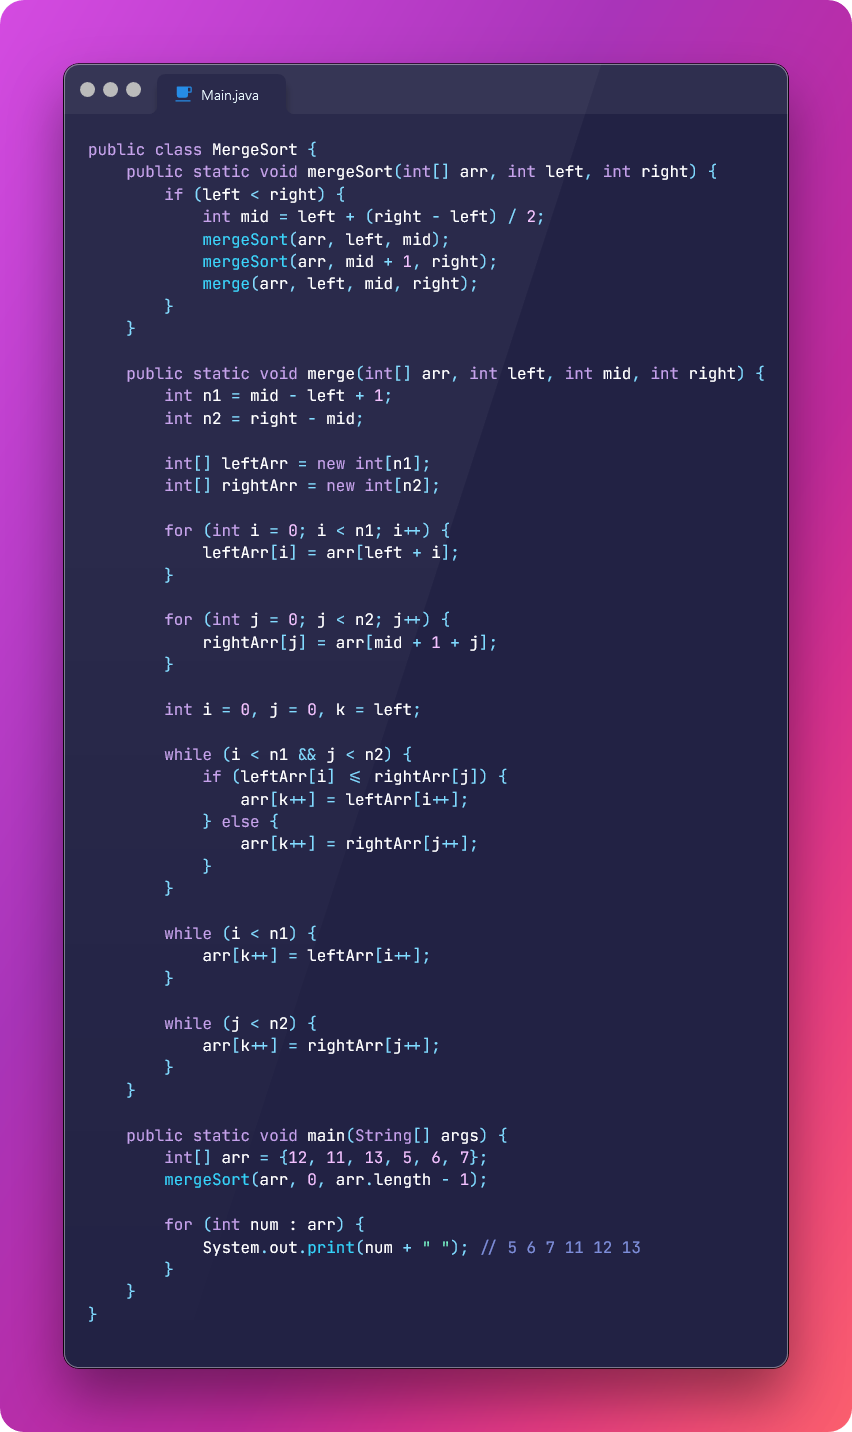 Main.java
public class MergeSort {
    public static void mergeSort(int[] arr, int left, int right) {
        if (left < right) {
            int mid = left + (right - left) / 2;
            mergeSort(arr, left, mid);
            mergeSort(arr, mid + 1, right);
            merge(arr, left, mid, right);
        }
    }

    public static void merge(int[] arr, int left, int mid, int right) {
        int n1 = mid - left + 1;
        int n2 = right - mid;

        int[] leftArr = new int[n1];
        int[] rightArr = new int[n2];

        for (int i = 0; i < n1; i++) {
            leftArr[i] = arr[left + i];
        }

        for (int j = 0; j < n2; j++) {
            rightArr[j] = arr[mid + 1 + j];
        }

        int i = 0, j = 0, k = left;

        while (i < n1 && j < n2) {
            if (leftArr[i] <= rightArr[j]) {
                arr[k++] = leftArr[i++];
            } else {
                arr[k++] = rightArr[j++];
            }
        }

        while (i < n1) {
            arr[k++] = leftArr[i++];
        }

        while (j < n2) {
            arr[k++] = rightArr[j++];
        }
    }

    public static void main(String[] args) {
        int[] arr = {12, 11, 13, 5, 6, 7};
        mergeSort(arr, 0, arr.length - 1);

        for (int num : arr) {
            System.out.print(num + " "); // 5 6 7 11 12 13
        }
    }
}